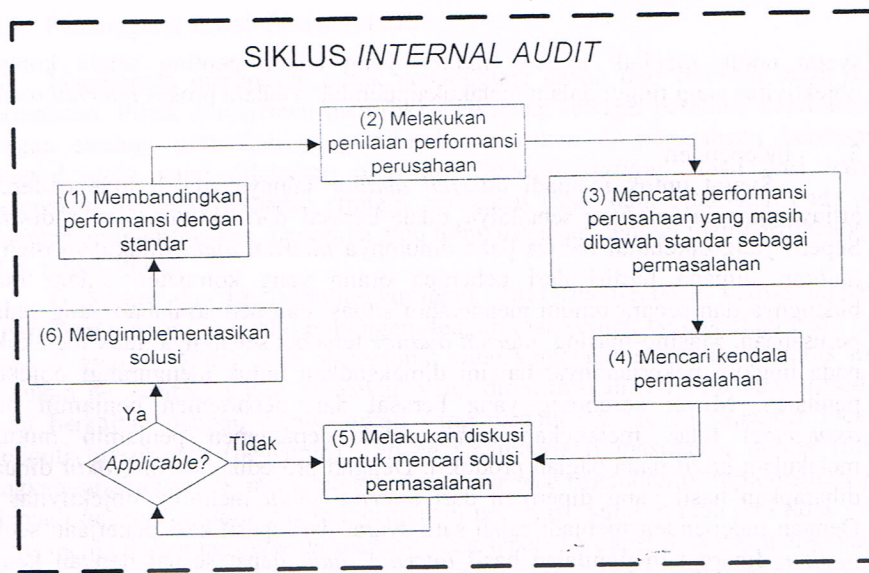 SIKLUS INTERNAL AUDIT
(2) Melakukan
penilaian performansi
perusahaan
(1) Membandingkan
performansi dengan
standar
(3) Mencatat performansi
perusahaan yang masih
dibawah standar sebagai
permasalahan
(6) Mengimplementasikan
solusi
(4) Mencari kendala
permasalahan
Ya
Applicable?
Tidak
(5) Melakukan diskusi
untuk mencari solusi
permasalahan